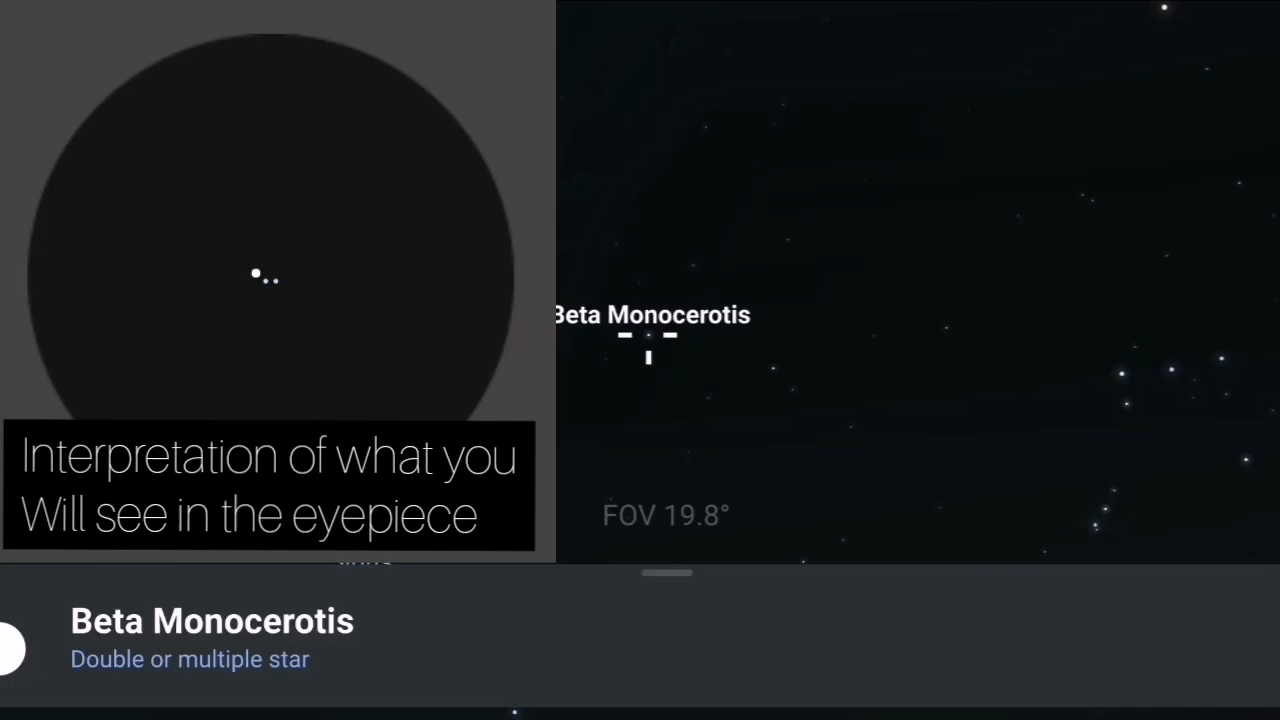 Interpretation of what you
Will see in the eyepiece
Beta Monocerotis
FOV 19.8°
Beta Monocerotis
Double or multiple star